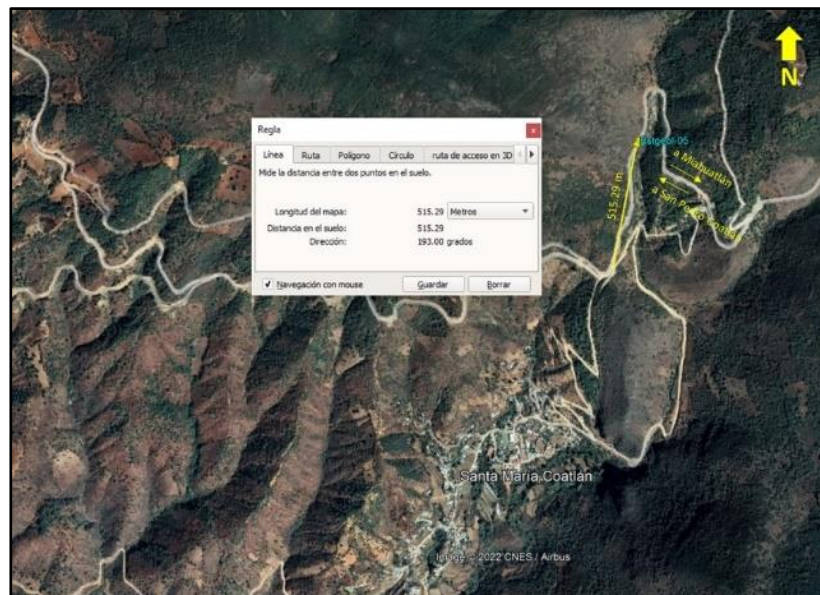 N
Regla
Línea Ruta Polígono Círculo ruta de acceso en 3D
Mide la distancia entre dos puntos en el suelo.
Longitud del mapa: 515.29 Metros
Distancia en el suelo: 515.29
Dirección: 193.00 grados
Navegación con mouse Guardar Borrar
515.29 m
a Miahuatlán
a San Pedro Coatlán
Santa María Coatlán
Image © 2022 CNES / Airbus